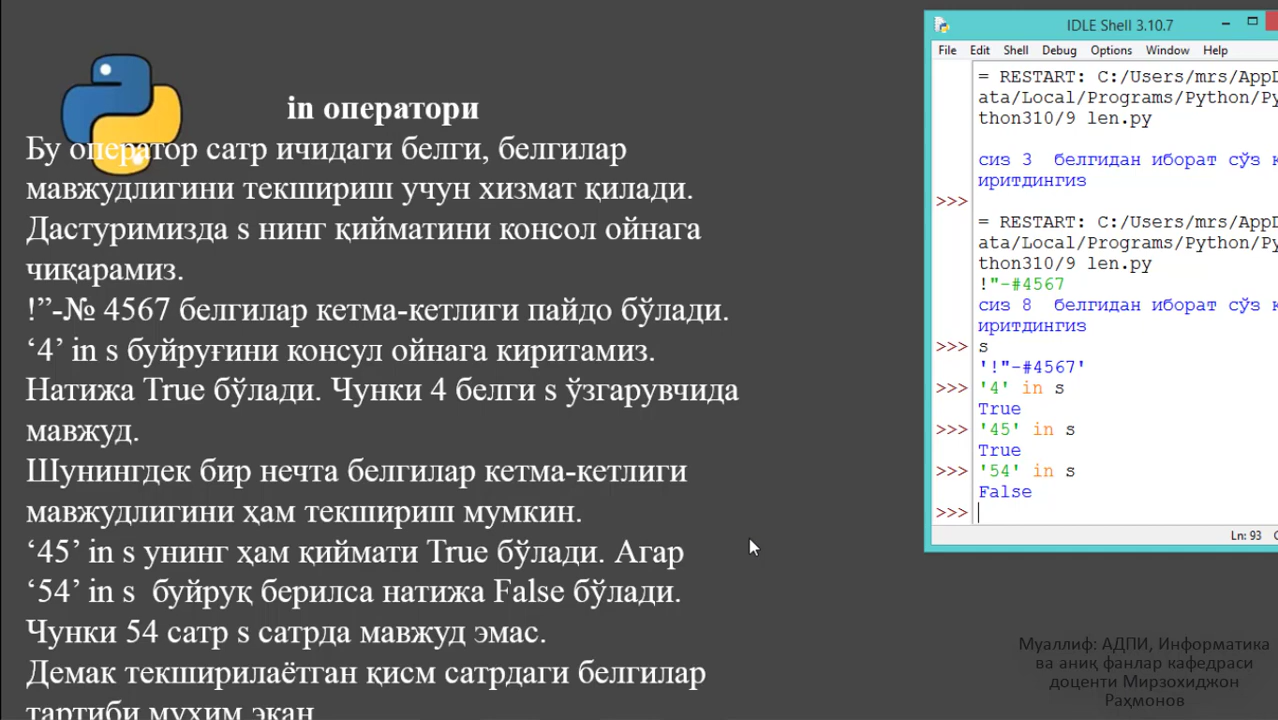 in оператори
Бу оператор сатр ичидаги белги, белгилар
мавжудлигини текшириш учун хизмат қилади.
Дастуримизда s нинг қийматини консол ойнага
чиқарамиз.
!”-№ 4567 белгилар кетма-кетлиги пайдо бўлади.
‘4’ in s буйруғини консул ойнага киритамиз.
Натижа True бўлади. Чунки 4 белги s ўзгарувчида
мавжуд.
Шунингдек бир нечта белгилар кетма-кетлиги
мавжудлигини ҳам текшириш мумкин.
‘45’ in s унинг ҳам қиймати True бўлади. Агар
‘54’ in s буйруқ берилса натижа False бўлади.
Чунки 54 сатр s сатрда мавжуд эмас.
Демак текширилаётган қисм сатрдаги белгилар
тартиби муҳим экан
IDLE Shell 3.10.7
File Edit Shell Debug Options Window Help
= RESTART: C:/Users/mrs/AppD
ata/Local/Programs/Python/Py
thon310/9 len.py
сиз 3 белгидан иборат сўз к
иритдингиз
>>>
= RESTART: C:/Users/mrs/AppD
ata/Local/Programs/Python/Py
thon310/9 len.py
!"-#4567
сиз 8 белгидан иборат сўз к
иритдингиз
>>> s
'!"-#4567'
>>> '4' in s
True
>>> '45' in s
True
>>> '54' in s
False
>>>
Ln: 93
Муаллиф: АДПИ, Информатика
ва аниқ фанлар кафедраси
доценти Мирзохиджон
Раҳмонов